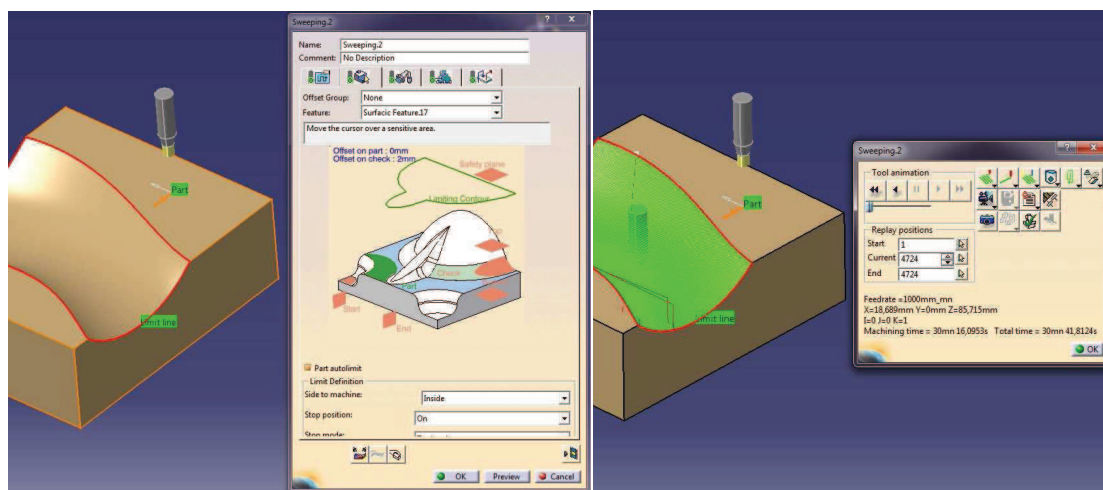 Sweeping.2
Name: Sweeping.2
Comment: No Description
Offset Group: None
Feature: Surfacic Feature.17
Move the cursor over a sensitive area.
Offset on part : 0mm
Offset on check : 2mm
Safety plane
Limiting Contour
Top
Check
Part
Start
End
Part autolimit
Limit Definition
Side to machine: Inside
Stop position: On
Stop mode:
OK Preview Cancel
Part
Limit line
Part
Limit line
Sweeping.2
Tool animation
Replay positions
Start 1
Current 4724
End 4724
Feedrate =1000mm_mn
X=18,689mm Y=0mm Z=85,715mm
I=0 J=0 K=1
Machining time = 30mn 16,0953s Total time = 30mn 41,8124s
OK